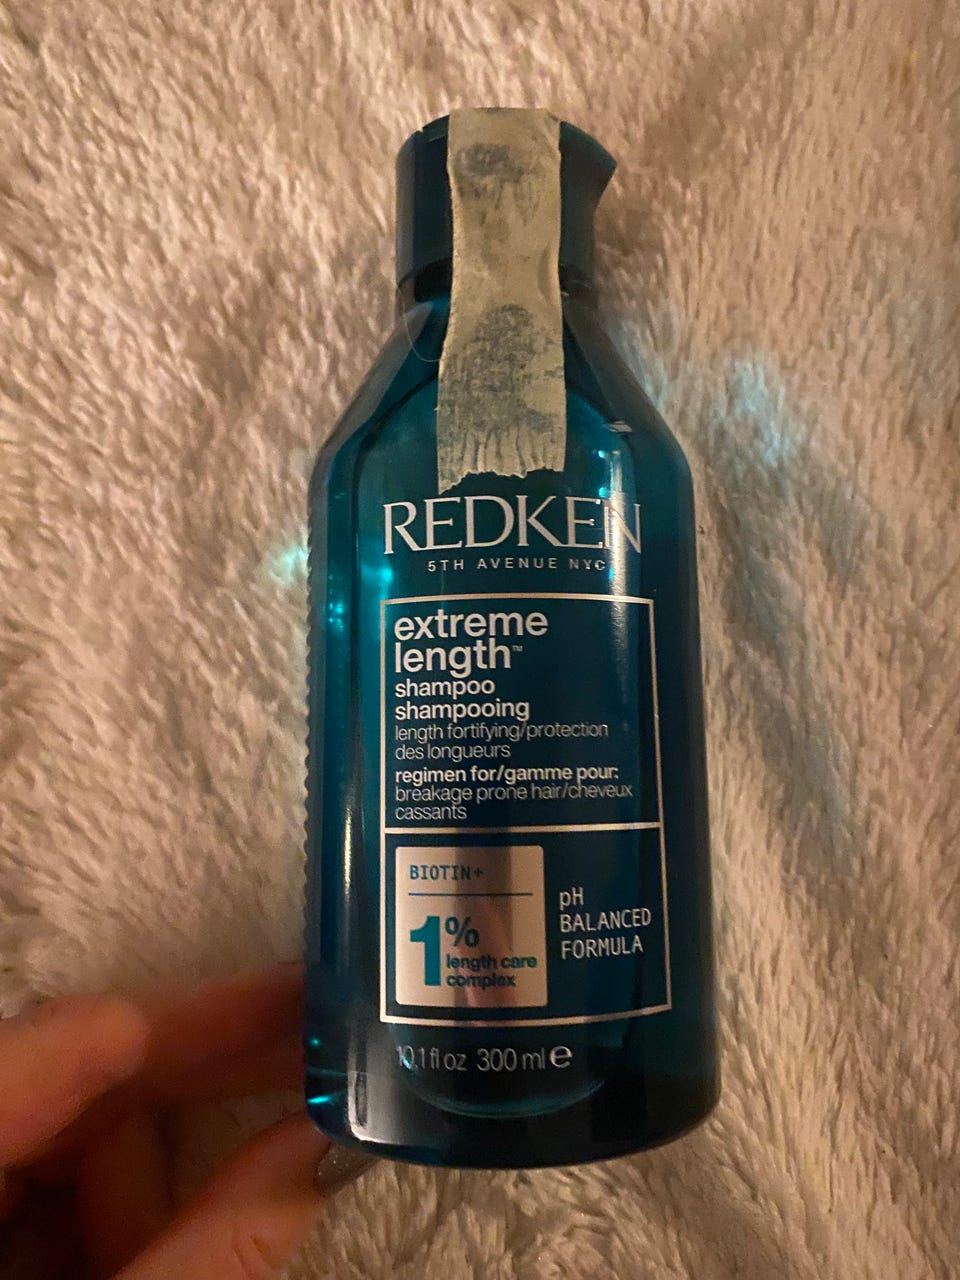 REDKEN
5TH AVENUE NYC
extreme
length™
shampoo
shampooing
length fortifying/protection
des longueurs
regimen for/gamme pour:
breakage prone hair/cheveux
cassants
BIOTIN+
1%
length care
complex
pH
BALANCED
FORMULA
10.1 fl oz 300 ml e